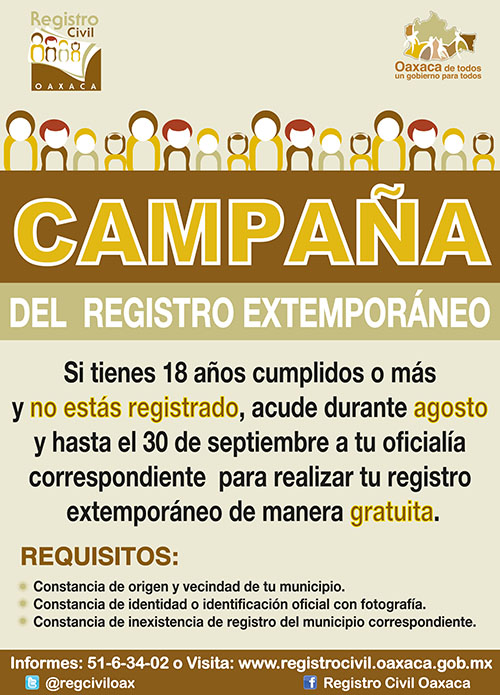 Registro
Civil
OAXACA
Oaxaca de todos
un gobierno para todos
CAMPAÑA
DEL REGISTRO EXTEMPORÁNEO
Si tienes 18 años cumplidos o más
y no estás registrado, acude durante agosto
y hasta el 30 de septiembre a tu oficialía
correspondiente para realizar tu registro
extemporáneo de manera gratuita.
REQUISITOS:
Constancia de origen y vecindad de tu municipio.
Constancia de identidad o identificación oficial con fotografía.
Constancia de inexistencia de registro del municipio correspondiente.
Informes: 51-6-34-02 o Visita: www.registrocivil.oaxaca.gob.mx
@regciviloax
Registro Civil Oaxaca